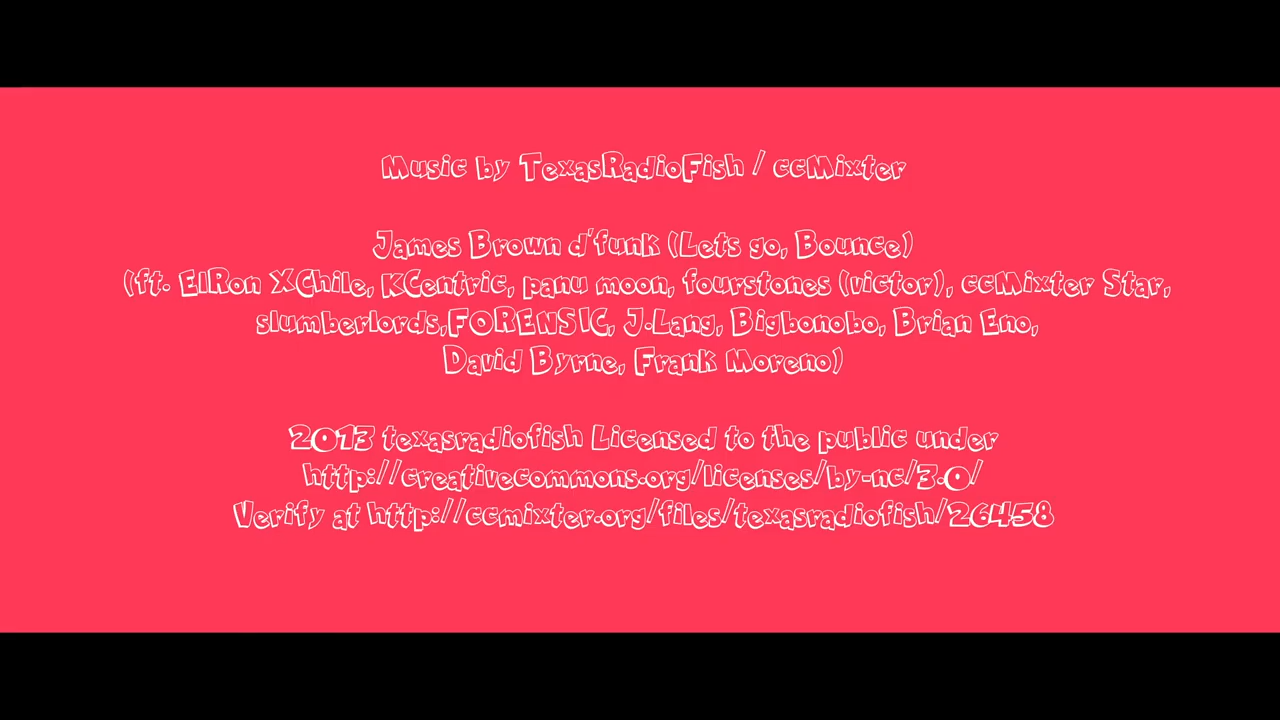 Music by TexasRadioFish / ccMixter
James Brown d'funk (Lets go, Bounce)
(ft. ElRon XChile, KCentric, panu moon, fourstones (victor), ccMixter Star,
slumberlords,FORENSIC, J.Lang, Bigbonobo, Brian Eno,
David Byrne, Frank Moreno)
2013 texasradiofish Licensed to the public under
http://creativecommons.org/licenses/by-nc/3.0/
Verify at http://ccmixter.org/files/texasradiofish/26458